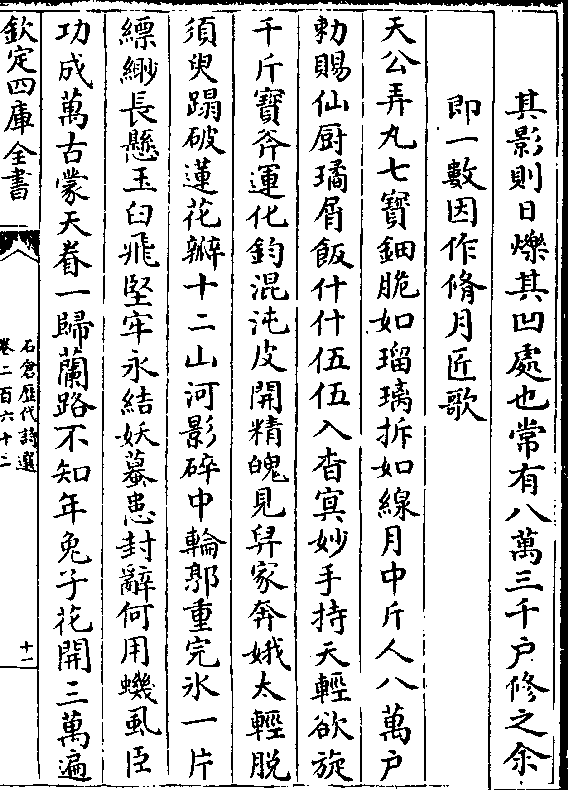 其影則日爍其凹處也常有八萬三千户修之余
即一數因作脩月匠歌
天公弄丸七寶鈿脆如瑠璃拆如線月中斤人八萬户
勅賜仙厨璚屑飯什什伍伍入杳冥妙手持天輕欲旋
千斤寶斧運化鈞混沌皮開精魄見羿家奔娥太輕脱
須臾蹋破蓮花瓣十二山河影碎中輪郭重完氷一片
縹緲長懸玉臼飛堅牢永結妖蟇患封辭何用蟣虱臣
功成萬古蒙天眷一歸蘭路不知年兔子花開三萬遍
欽定四庫全書
石倉歴代詩選
卷二百六十二
十一